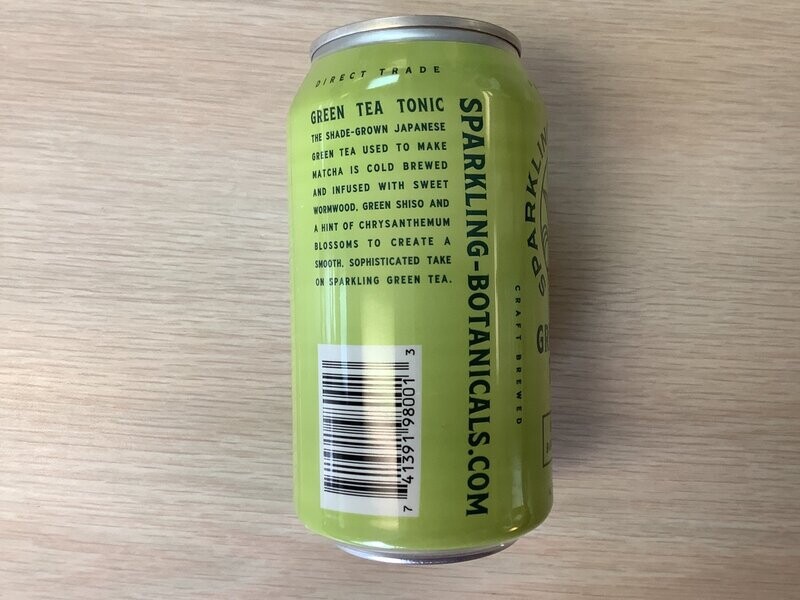 DIRECT TRADE
GREEN TEA TONIC
THE SHADE-GROWN JAPANESE
GREEN TEA USED TO MAKE
MATCHA IS COLD BREWED
AND INFUSED WITH SWEET
WORMWOOD, GREEN SHISO AND
A HINT OF CHRYSANTHEMUM
BLOSSOMS TO CREATE A
SMOOTH, SOPHISTICATED TAKE
ON SPARKLING GREEN TEA.
7 41391 98001 3
SPARKLING-BOTANICALS.COM
CRAFT BREWED
SPARKLIN
GR